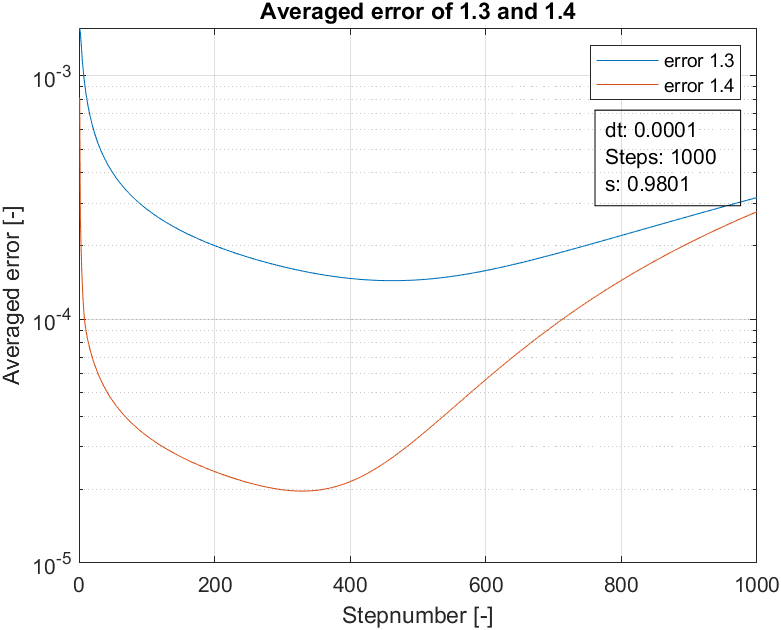 Averaged error of 1.3 and 1.4
error 1.3
error 1.4
dt: 0.0001
Steps: 1000
s: 0.9801
Averaged error [-]
10^-3
10^-4
10^-5
0 200 400 600 800 1000
Stepnumber [-]